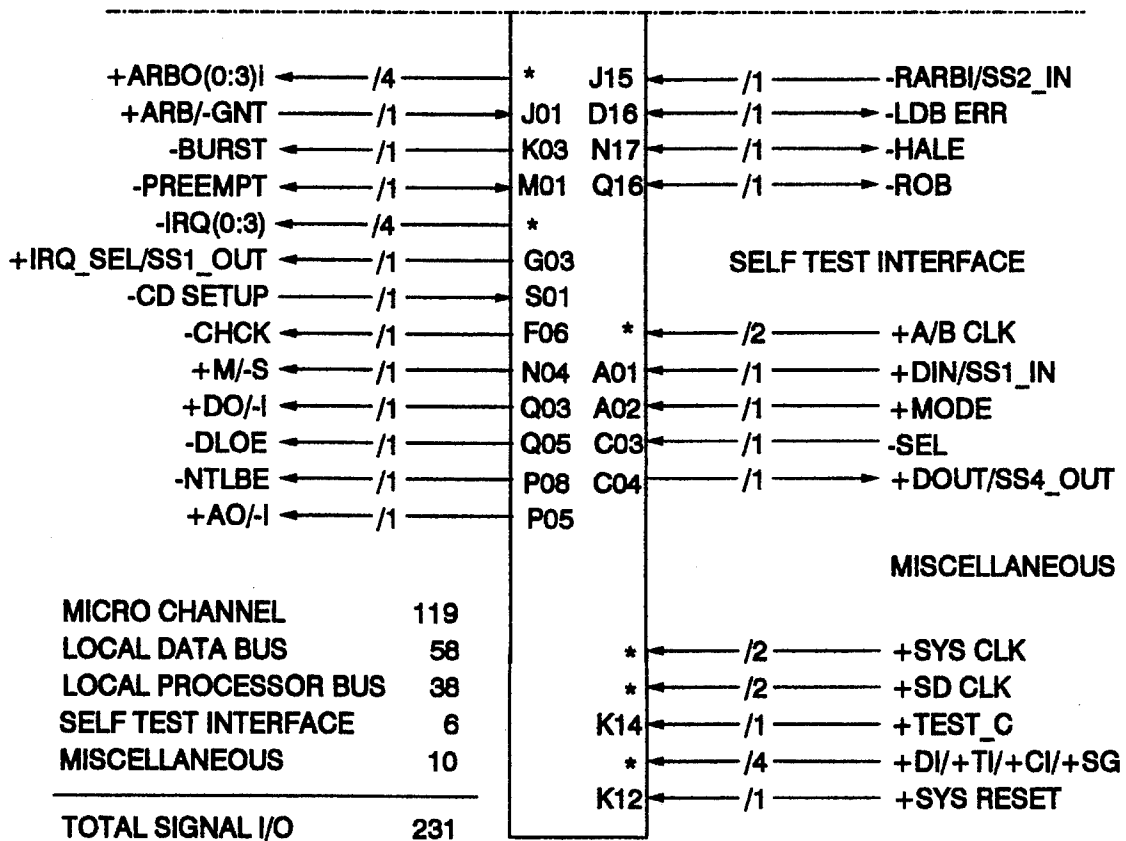 +ARBO(0:3)I /4 * J15 /1 -RARBI/SS2_IN
+ARB/-GNT /1 J01 D16 /1 -LDB ERR
-BURST /1 K03 N17 /1 -HALE
-PREEMPT /1 M01 Q16 /1 -ROB
-IRQ(0:3) /4 *
+IRQ_SEL/SS1_OUT /1 G03 SELF TEST INTERFACE
-CD SETUP /1 S01
-CHCK /1 F06 * /2 +A/B CLK
+M/-S /1 N04 A01 /1 +DIN/SS1_IN
+DO/-I /1 Q03 A02 /1 +MODE
-DLOE /1 Q05 C03 /1 -SEL
-NTLBE /1 P08 C04 /1 +DOUT/SS4_OUT
+AO/-I /1 P05
MISCELLANEOUS
MICRO CHANNEL 119
LOCAL DATA BUS 58 * /2 +SYS CLK
LOCAL PROCESSOR BUS 38 * /2 +SD CLK
SELF TEST INTERFACE 6 K14 /1 +TEST_C
MISCELLANEOUS 10 * /4 +DI/+TI/+CI/+SG
K12 /1 +SYS RESET
TOTAL SIGNAL I/O 231